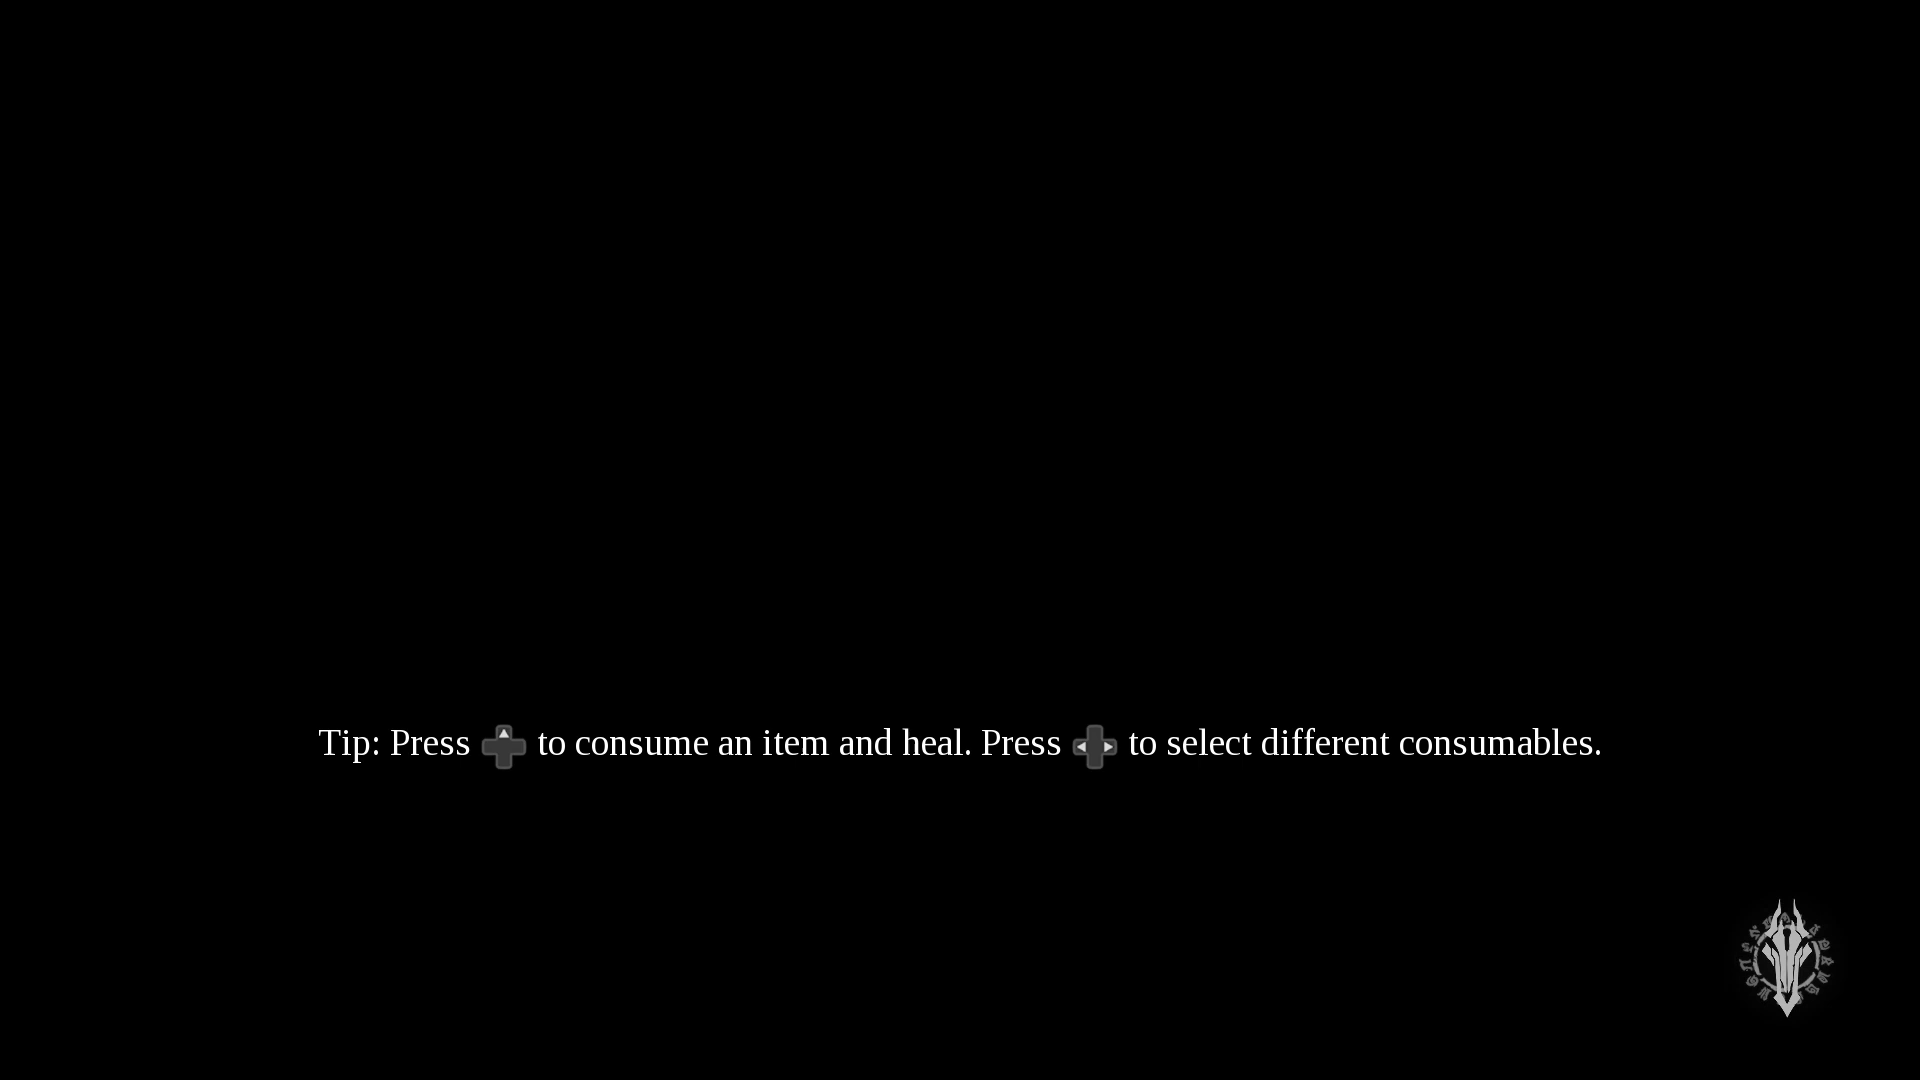 Tip: Press to consume an item and heal. Press to select different consumables.